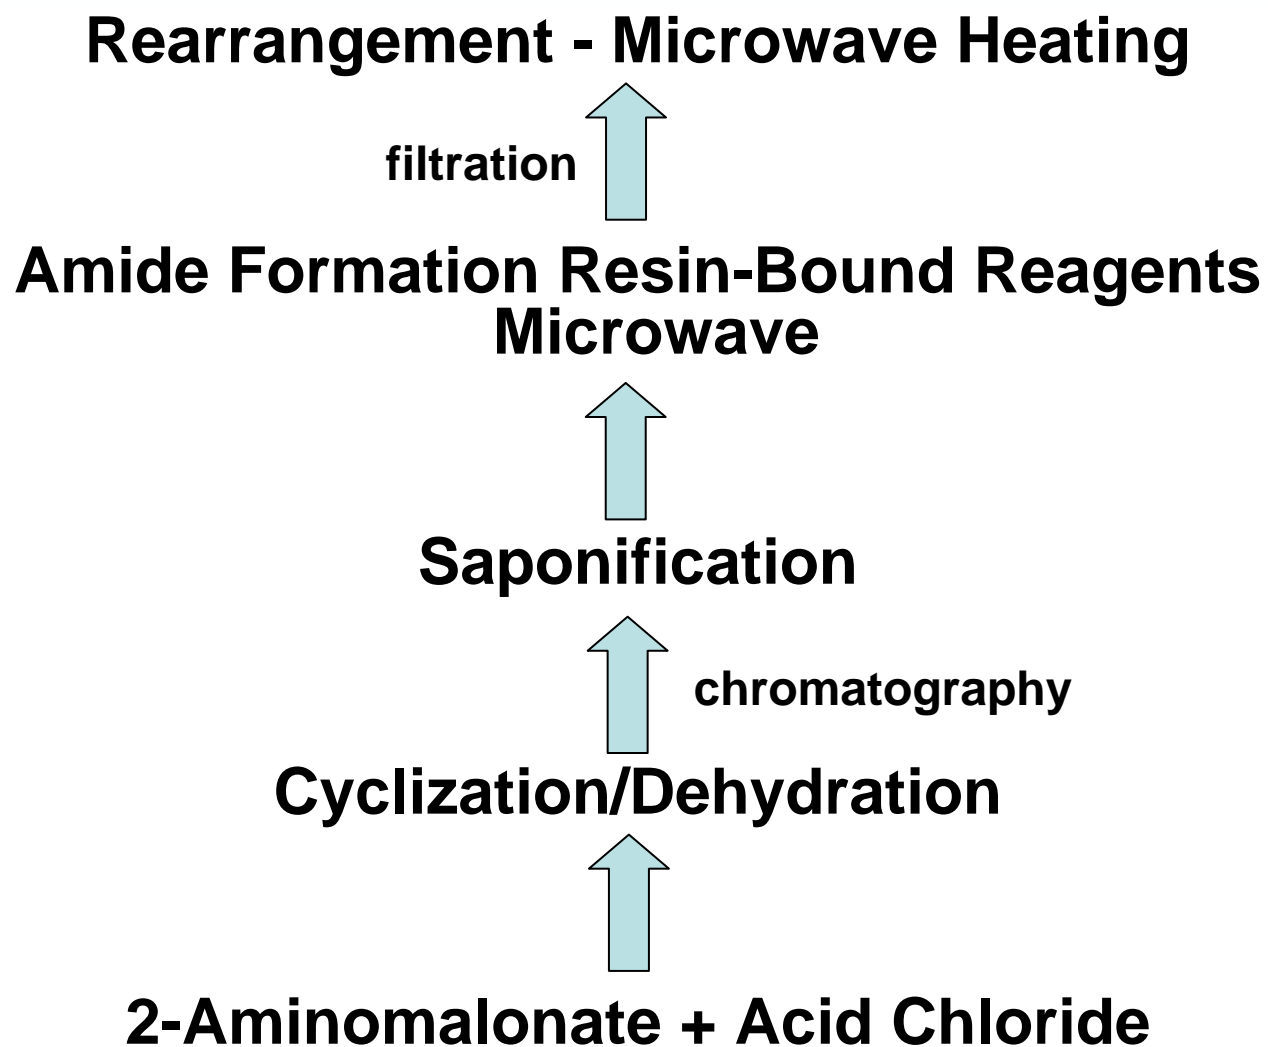 Rearrangement - Microwave Heating
filtration
Amide Formation Resin-Bound Reagents
Microwave
Saponification
chromatography
Cyclization/Dehydration
2-Aminomalonate + Acid Chloride